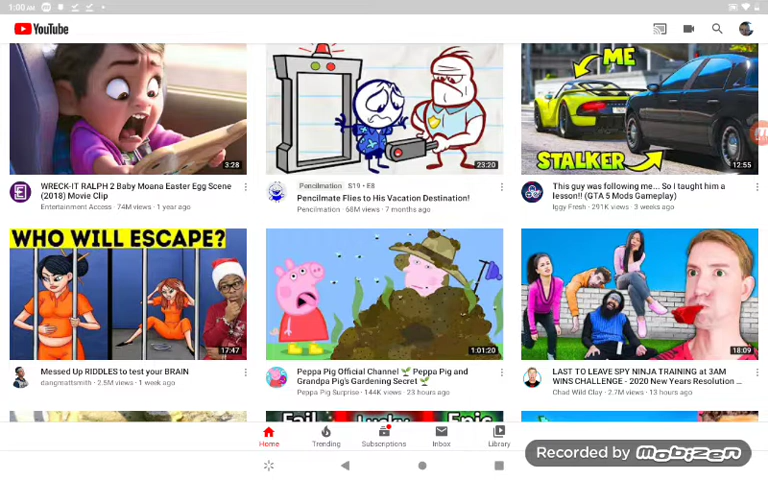 1:00 AM
YouTube
ME
STALKER
3:28
23:20
12:55
WRECK-IT RALPH 2 Baby Moana Easter Egg Scene
(2018) Movie Clip
Entertainment Access · 74M views · 1 year ago
Pencilmation S19 • E8
Pencilmate Flies to His Vacation Destination!
Pencilmation · 68M views · 7 months ago
This guy was following me... So I taught him a
lesson!! (GTA 5 Mods Gameplay)
Iggy Fresh · 291K views · 3 weeks ago
WHO WILL ESCAPE?
17:47
1:01:20
18:09
Messed Up RIDDLES to test your BRAIN
dangmattsmith · 2.5M views · 1 week ago
Peppa Pig Official Channel 🌱 Peppa Pig and
Grandpa Pig's Gardening Secret 🌱
Peppa Pig Surprise · 144K views · 23 hours ago
LAST TO LEAVE SPY NINJA TRAINING at 3AM
WINS CHALLENGE - 2020 New Years Resolution ...
Chad Wild Clay · 2.7M views · 13 hours ago
Fail Lucky Epic
Home Trending Subscriptions Inbox Library
Recorded by mobizen